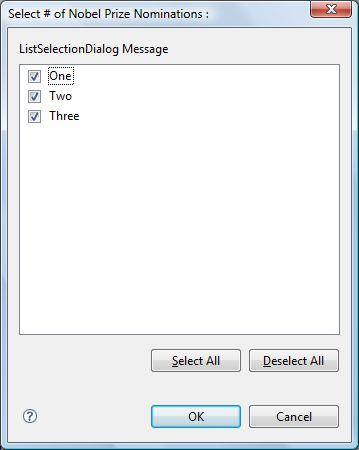 Select # of Nobel Prize Nominations :
ListSelectionDialog Message
One
Two
Three
Select All Deselect All
? OK Cancel